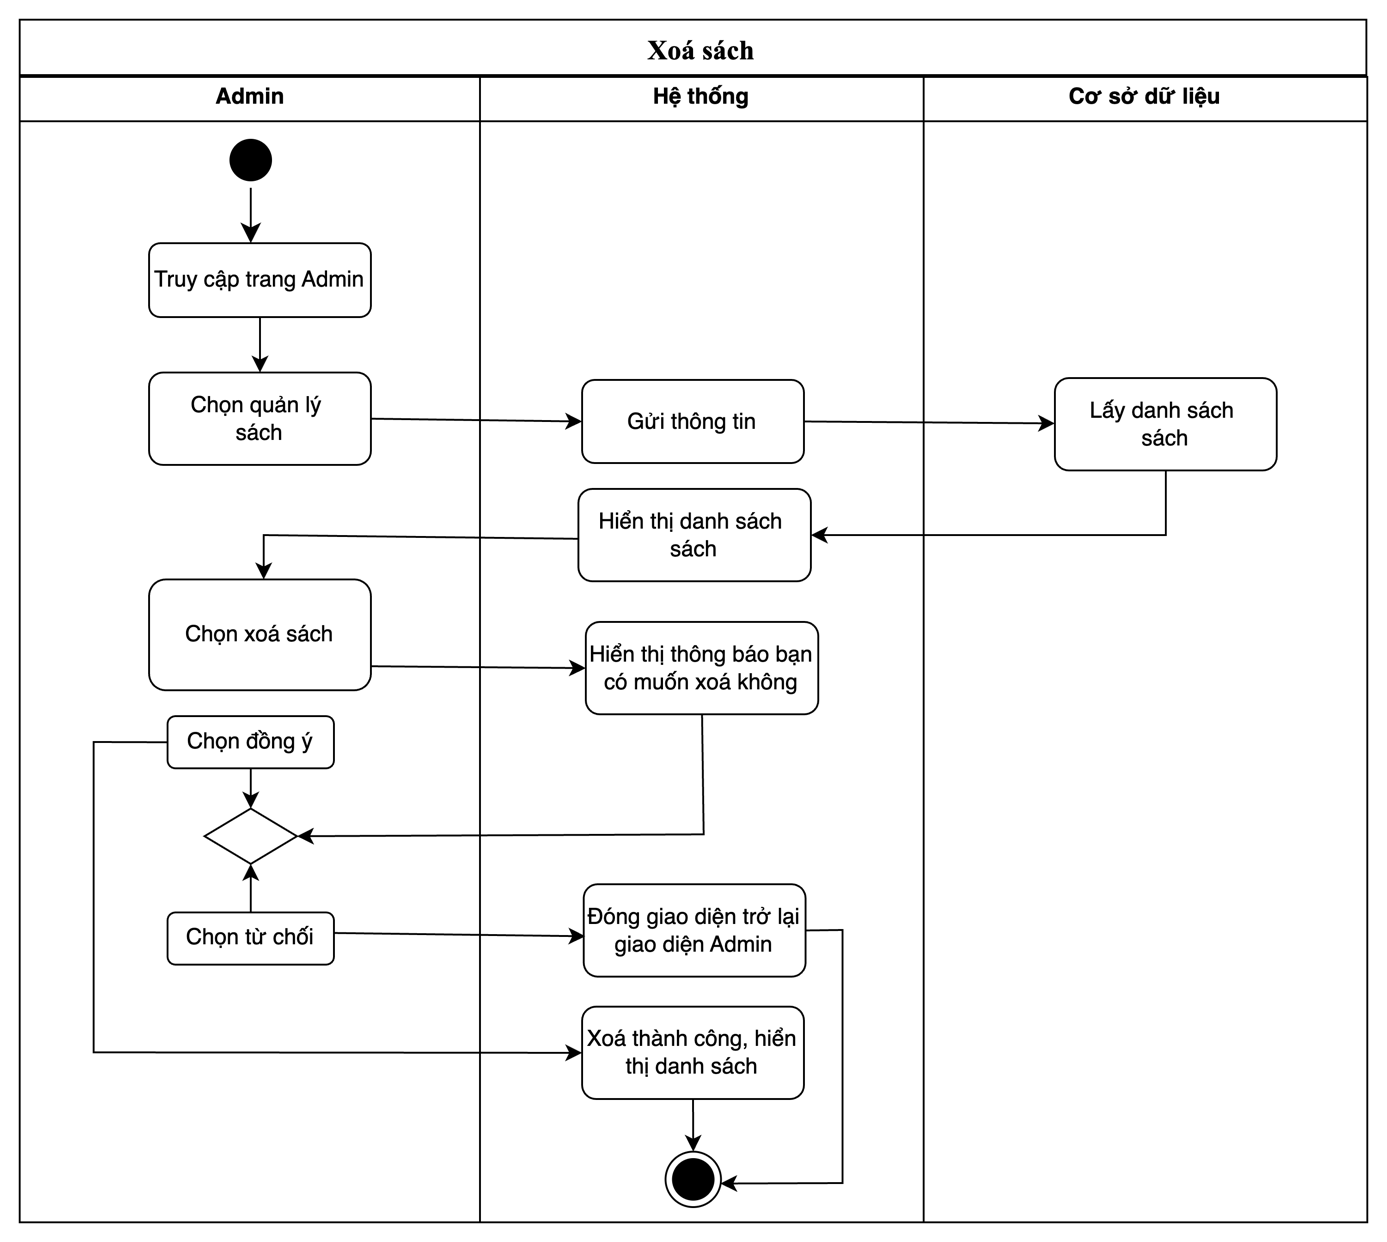 Xoá sách
Admin
Hệ thống
Cơ sở dữ liệu
Truy cập trang Admin
Chọn quản lý
sách
Gửi thông tin
Lấy danh sách
sách
Hiển thị danh sách
sách
Chọn xoá sách
Hiển thị thông báo bạn
có muốn xoá không
Chọn đồng ý
Chọn từ chối
Đóng giao diện trở lại
giao diện Admin
Xoá thành công, hiển
thị danh sách